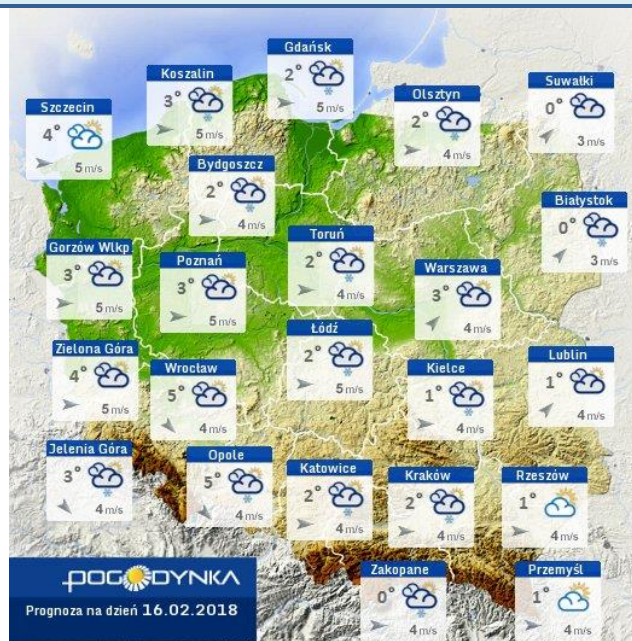 Gdańsk
2°
5 m/s
Koszalin
3°
5 m/s
Suwałki
0°
3 m/s
Olsztyn
2°
4 m/s
Szczecin
4°
5 m/s
Bydgoszcz
2°
4 m/s
Białystok
0°
3 m/s
Toruń
2°
4 m/s
Gorzów Wlkp
3°
5 m/s
Poznań
3°
5 m/s
Warszawa
3°
4 m/s
Łódź
2°
5 m/s
Zielona Góra
4°
5 m/s
Wrocław
5°
4 m/s
Kielce
1°
4 m/s
Lublin
1°
4 m/s
Jelenia Góra
3°
4 m/s
Opole
5°
4 m/s
Katowice
2°
4 m/s
Kraków
2°
4 m/s
Rzeszów
1°
4 m/s
Zakopane
0°
4 m/s
Przemyśl
1°
4 m/s
POGODYNKA
Prognoza na dzień 16.02.2018